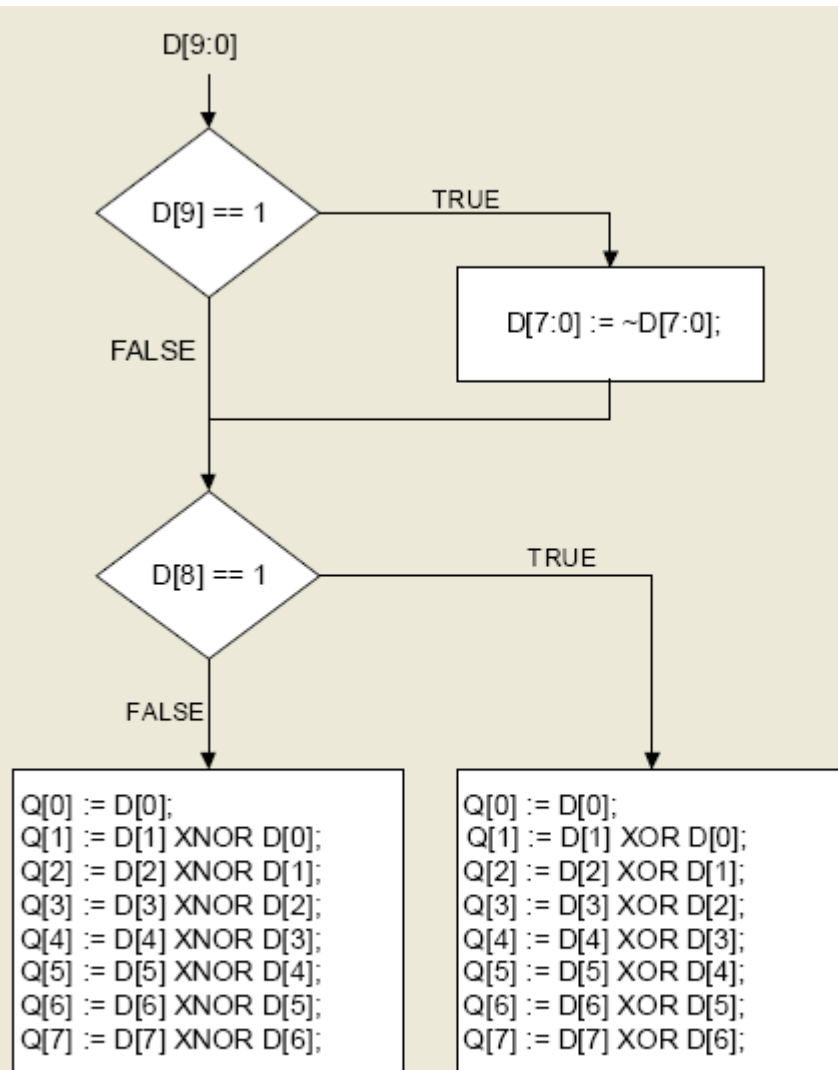 D[9:0]
D[9] == 1
TRUE
D[7:0] := ~D[7:0];
FALSE
D[8] == 1
TRUE
FALSE
Q[0] := D[0];
Q[1] := D[1] XNOR D[0];
Q[2] := D[2] XNOR D[1];
Q[3] := D[3] XNOR D[2];
Q[4] := D[4] XNOR D[3];
Q[5] := D[5] XNOR D[4];
Q[6] := D[6] XNOR D[5];
Q[7] := D[7] XNOR D[6];
Q[0] := D[0];
Q[1] := D[1] XOR D[0];
Q[2] := D[2] XOR D[1];
Q[3] := D[3] XOR D[2];
Q[4] := D[4] XOR D[3];
Q[5] := D[5] XOR D[4];
Q[6] := D[6] XOR D[5];
Q[7] := D[7] XOR D[6];